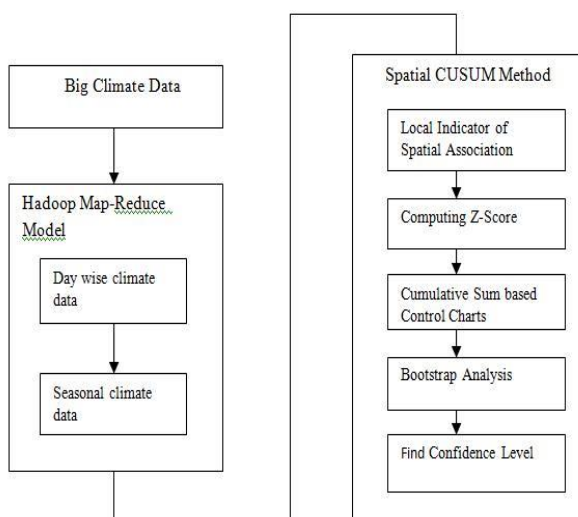 Big Climate Data
Hadoop Map-Reduce
Model
Day wise climate
data
Seasonal climate
data
Spatial CUSUM Method
Local Indicator of
Spatial Association
Computing Z-Score
Cumulative Sum based
Control Charts
Bootstrap Analysis
Find Confidence Level